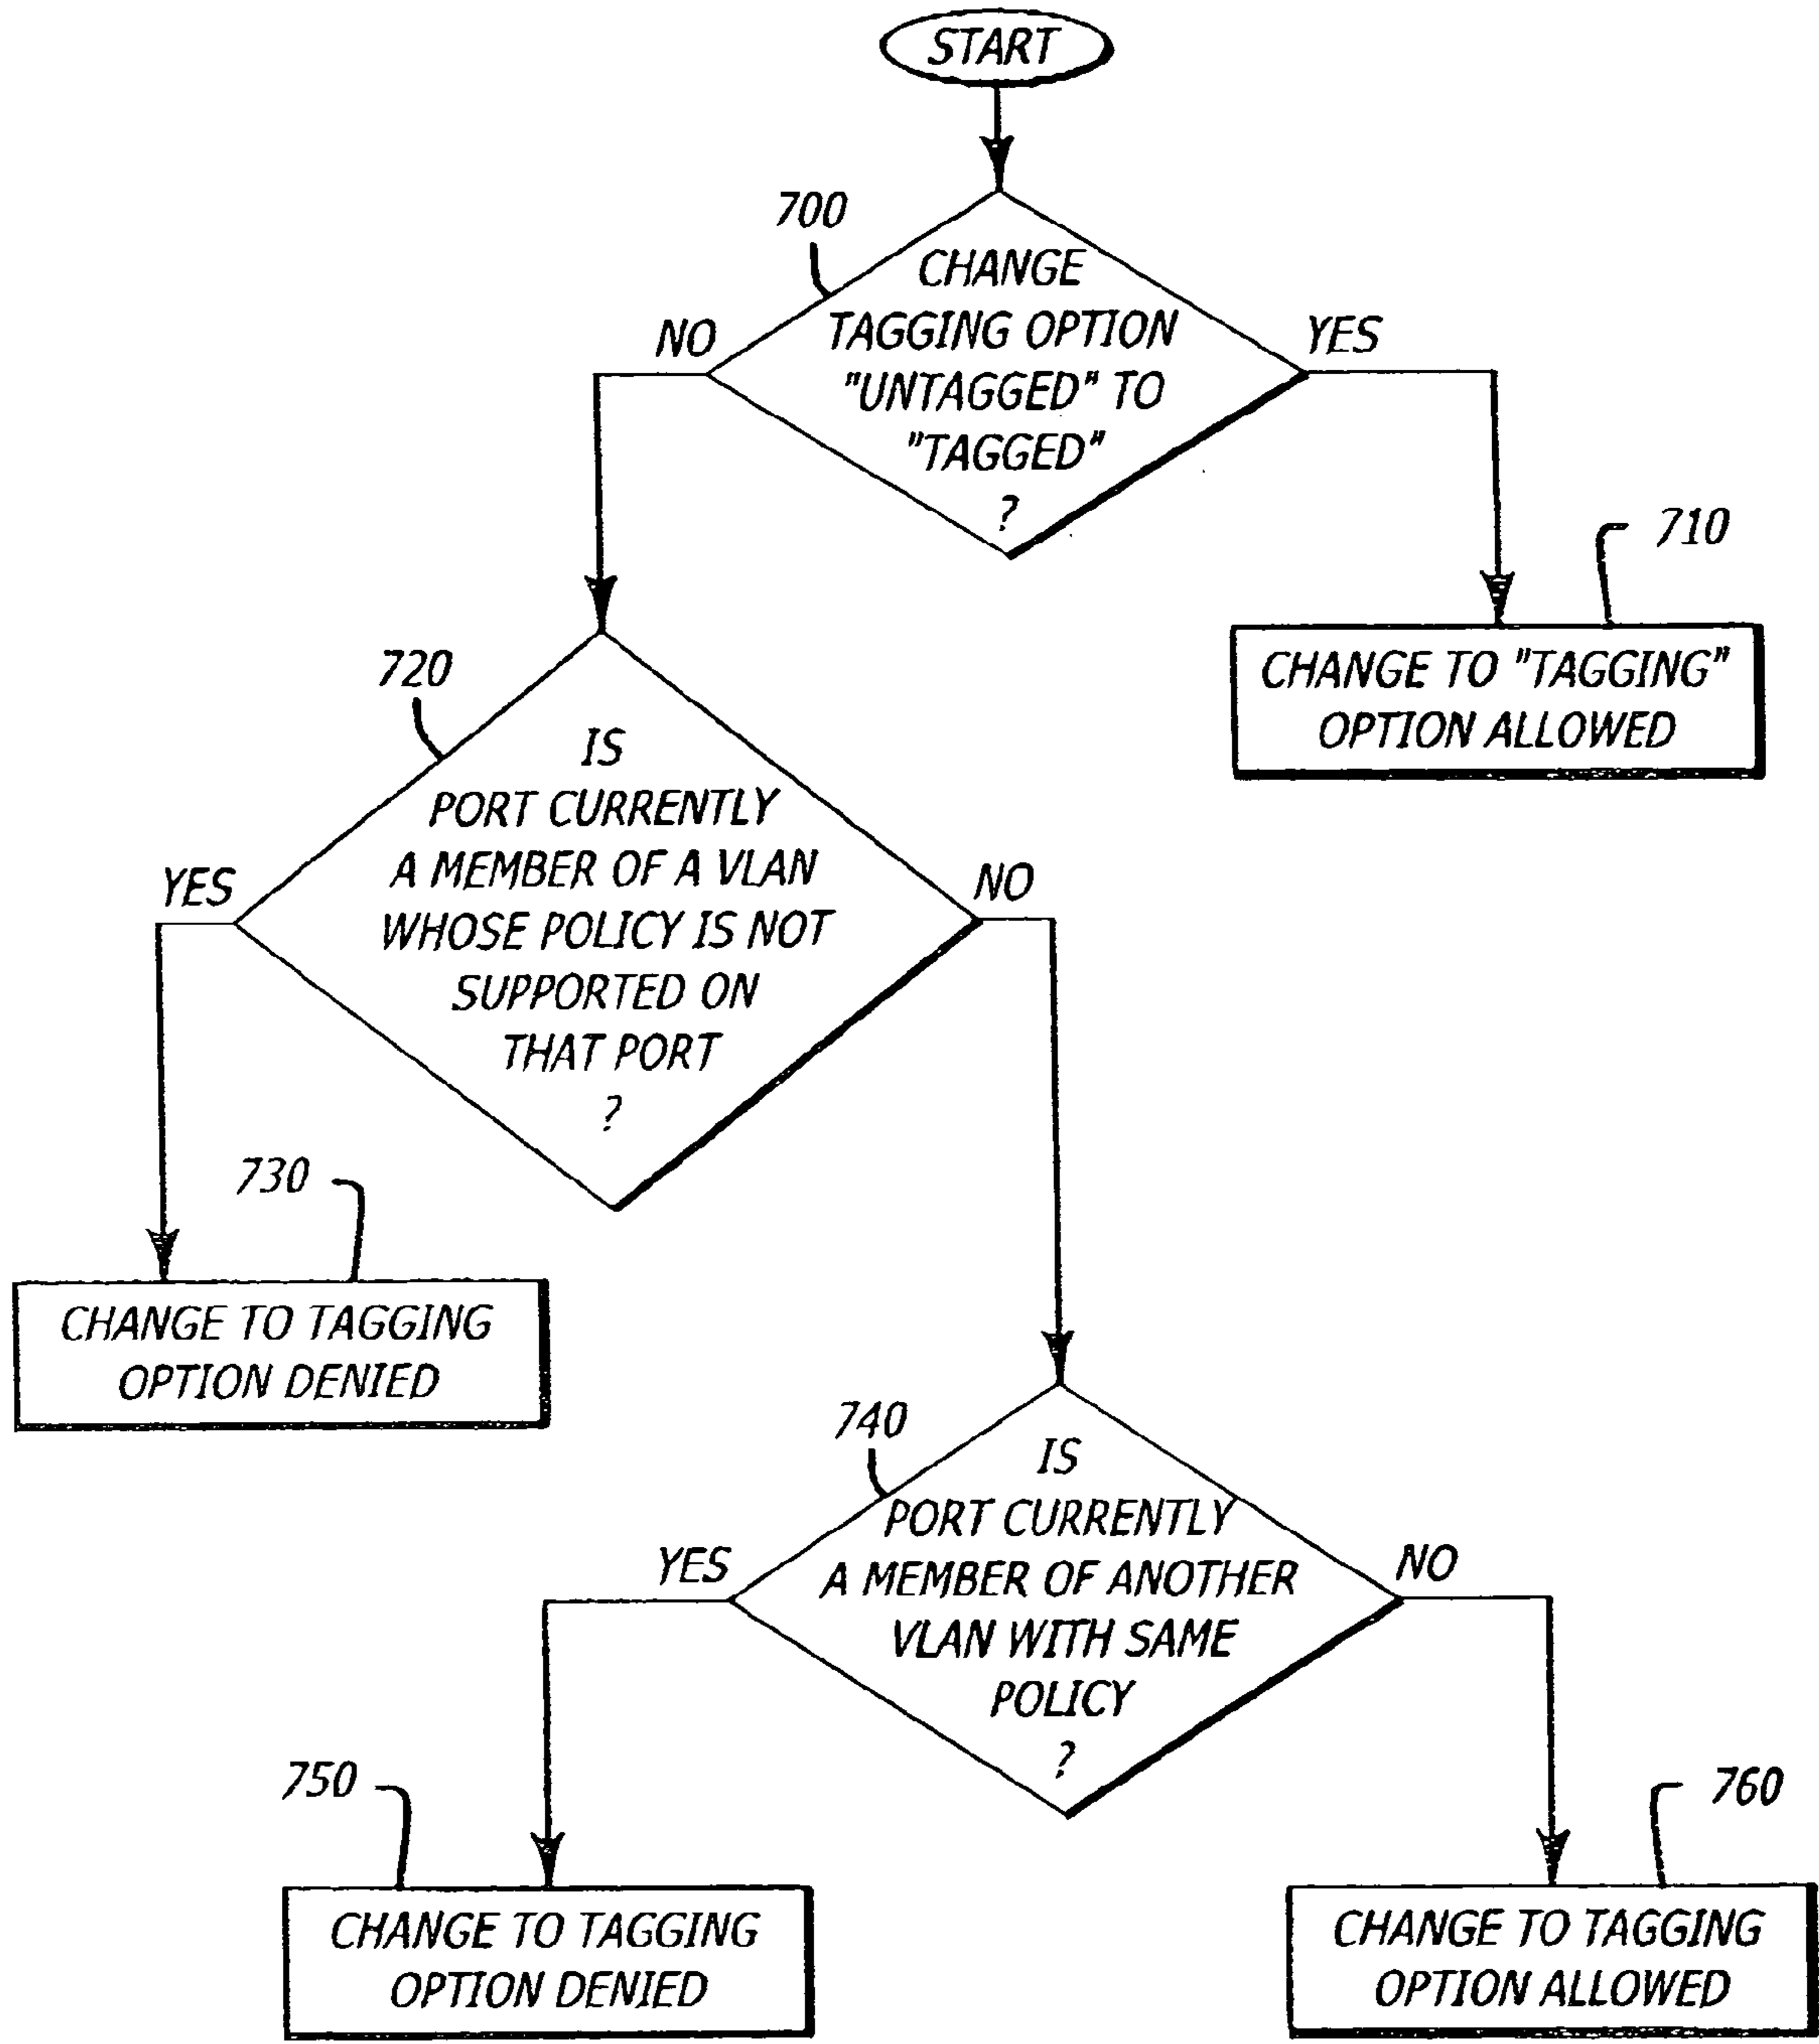 START
700
CHANGE
TAGGING OPTION
"UNTAGGED" TO
"TAGGED"
?
NO
YES
710
CHANGE TO "TAGGING"
OPTION ALLOWED
720
IS
PORT CURRENTLY
A MEMBER OF A VLAN
WHOSE POLICY IS NOT
SUPPORTED ON
THAT PORT
?
YES
NO
730
CHANGE TO TAGGING
OPTION DENIED
740
IS
PORT CURRENTLY
A MEMBER OF ANOTHER
VLAN WITH SAME
POLICY
?
YES
NO
750
CHANGE TO TAGGING
OPTION DENIED
760
CHANGE TO TAGGING
OPTION ALLOWED